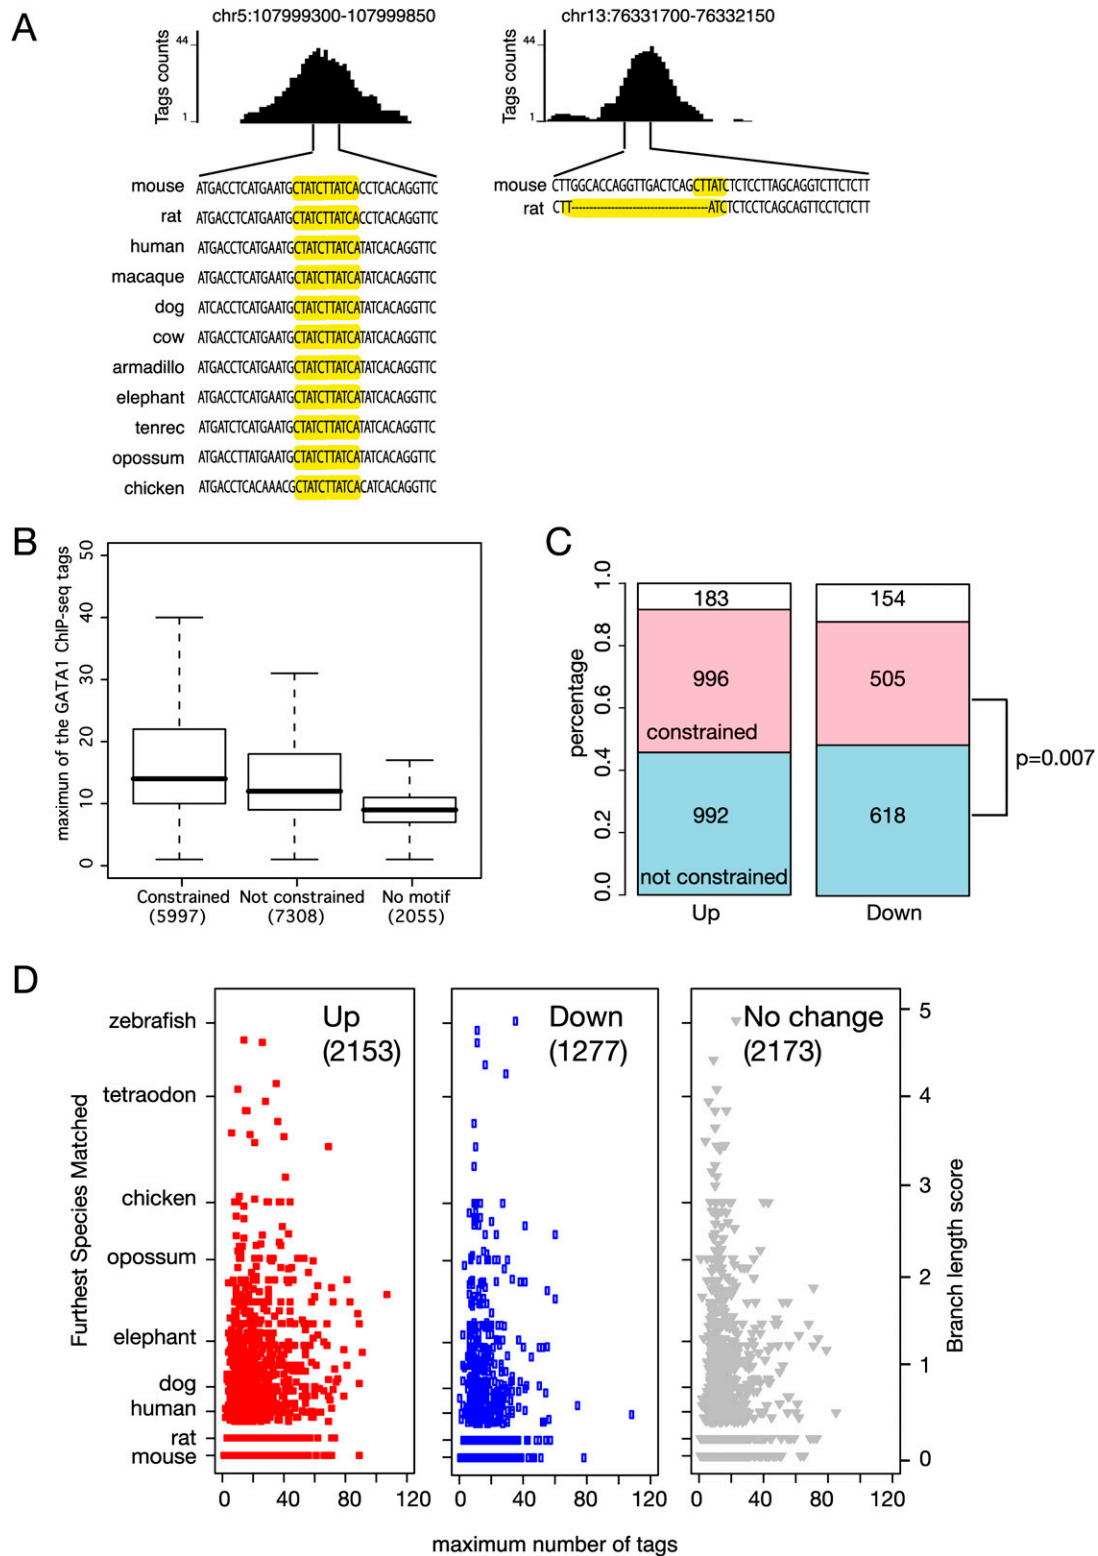 A
chr5:107999300-107999850
chr13:76331700-76332150
Tags counts
44
1
Tags counts
44
1
mouse ATGACCTCATGAATGCTATCTTATCACCTCACAGGTTC
rat ATGACCTCATGAATGCTATCTTATCACCTCACAGGTTC
human ATGACCTCATGAATGCTATCTTATCATATCACAGGTTC
macaque ATGACCTCATGAATGCTATCTTATCATATCACAGGTTC
dog ATCACCTCATGAATGCTATCTTATCATATCACAGGTTC
cow ATGACCTCATGAATGCTATCTTATCATATCACAGGTTC
armadillo ATGACCTCATGAATGCTATCTTATCATATCACAGGTTC
elephant ATGACCTCATGAATGCTATCTTATCATATCACAGGTTC
tenrec ATGATCTCATGAATGCTATCTTATCATATCACAGGTTC
opossum ATGACCTTATGAATGCTATCTTATCATATCACAGGTTC
chicken ATGACCTCACAAACGCTATCTTATCACATCACAGGTTC
mouse CTTGGCACCAGGTTGACTCAGCTTATCTCTCCTTAGCAGGTCTTCTCTT
rat CTT----------------------ATCTCTCCTCAGCAGTTCCTCTCTT
B
maximun of the GATA1 ChIP-seq tags
50
40
30
20
10
0
Constrained
(5997)
Not constrained
(7308)
No motif
(2055)
C
percentage
1.0
0.8
0.6
0.4
0.2
0.0
183
996
constrained
992
not constrained
Up
154
505
618
Down
p=0.007
D
Furthest Species Matched
zebrafish
tetraodon
chicken
opossum
elephant
dog
human
rat
mouse
Up
(2153)
Down
(1277)
No change
(2173)
5
4
3
2
1
0
Branch length score
0 40 80 120
0 40 80 120
0 40 80 120
maximum number of tags